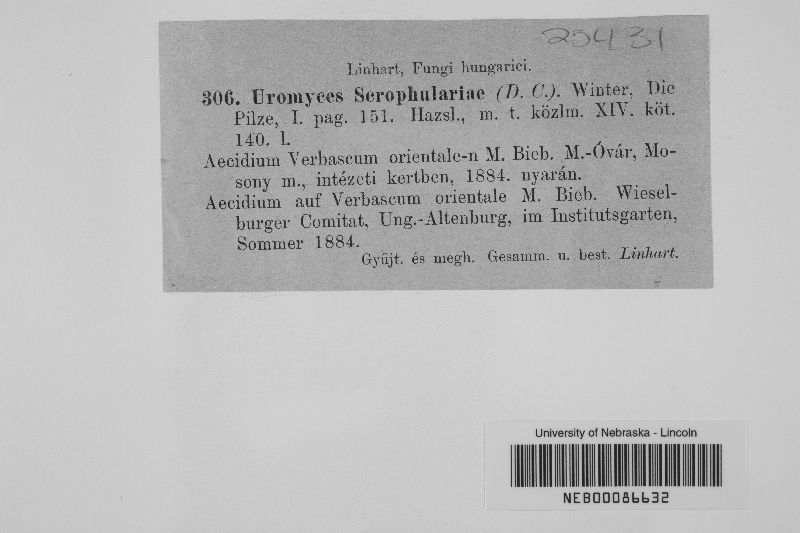 25431
Linhart, Fungi hungarici.
306. Uromyces Scrophulariae (D. C.). Winter, Die
Pilze, I. pag. 151. Hazsl., m. t. közlm. XIV. köt.
140. l.
Aecidium Verbascum orientale-n M. Bieb. M.-Óvár, Mo-
sony m., intézeti kertben, 1884. nyarán.
Aecidium auf Verbascum orientale M. Bieb. Wiesel-
burger Comitat, Ung.-Altenburg, im Institutsgarten,
Sommer 1884.
Gyüjt. és megh. Gesamm. u. best. Linhart.
University of Nebraska - Lincoln
NEB00086632